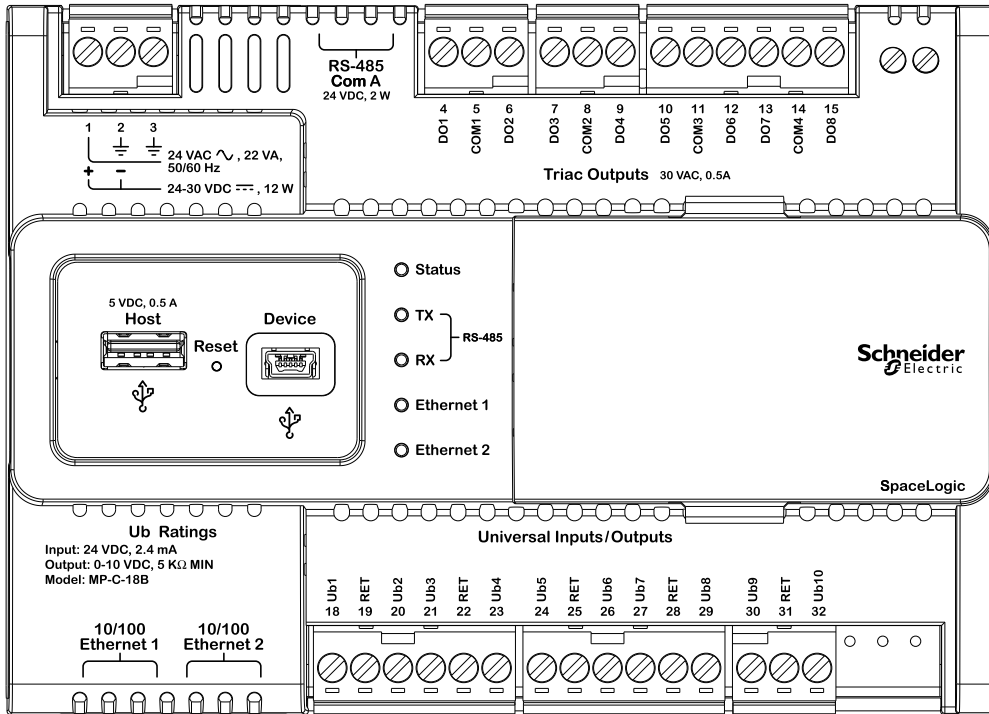 RS-485
Com A
24 VDC, 2 W
1 2 3
24 VAC , 22 VA,
50/60 Hz
+ −
24-30 VDC , 12 W
DO1 4
COM1 5
DO2 6
DO3 7
COM2 8
DO4 9
DO5 10
COM3 11
DO6 12
DO7 13
COM4 14
DO8 15
Triac Outputs 30 VAC, 0.5A
5 VDC, 0.5 A
Host
Reset
Device
Status
TX
RX
RS-485
Ethernet 1
Ethernet 2
Schneider
Electric
SpaceLogic
Ub Ratings
Input: 24 VDC, 2.4 mA
Output: 0-10 VDC, 5 KΩ MIN
Model: MP-C-18B
10/100
Ethernet 1
10/100
Ethernet 2
Universal Inputs/Outputs
Ub1 18
RET 19
Ub2 20
Ub3 21
RET 22
Ub4 23
Ub5 24
RET 25
Ub6 26
Ub7 27
RET 28
Ub8 29
Ub9 30
RET 31
Ub10 32